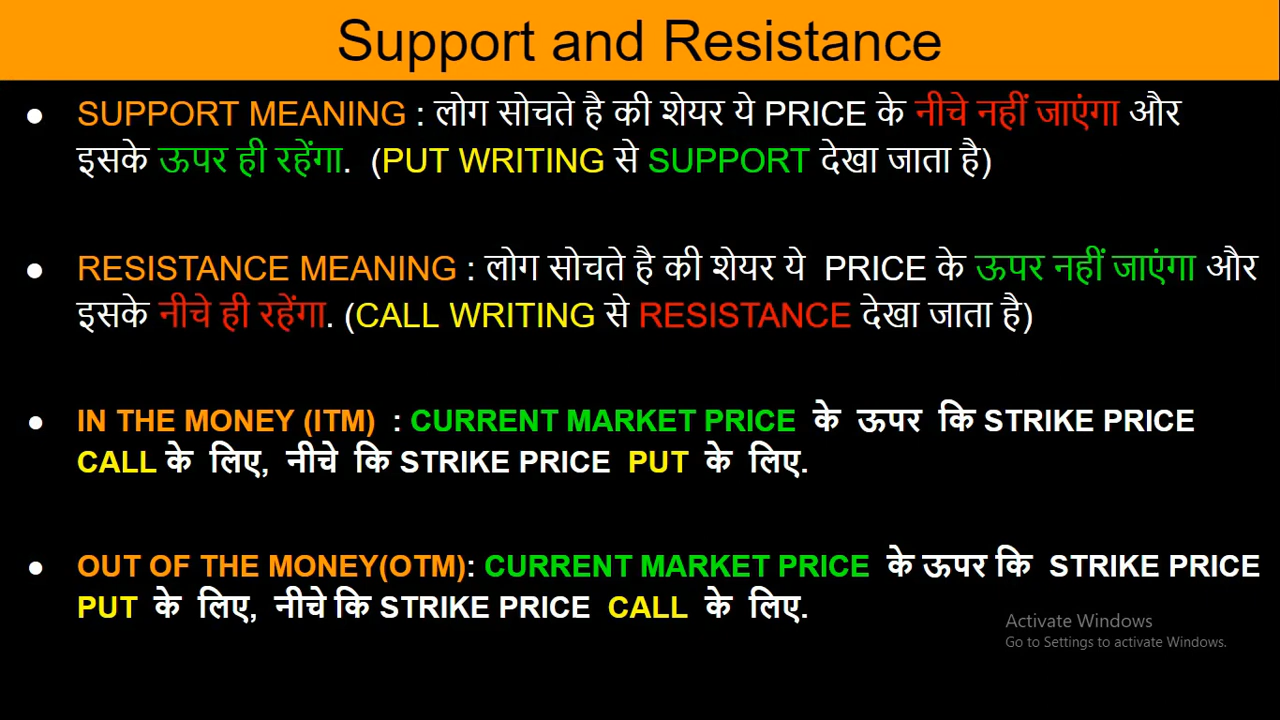 Support and Resistance
● SUPPORT MEANING : लोग सोचते है की शेयर ये PRICE के नीचे नहीं जाएंगा और
इसके ऊपर ही रहेंगा. (PUT WRITING से SUPPORT देखा जाता है)
● RESISTANCE MEANING : लोग सोचते है की शेयर ये PRICE के ऊपर नहीं जाएंगा और
इसके नीचे ही रहेंगा. (CALL WRITING से RESISTANCE देखा जाता है)
● IN THE MONEY (ITM) : CURRENT MARKET PRICE के ऊपर कि STRIKE PRICE
CALL के लिए, नीचे कि STRIKE PRICE PUT के लिए.
● OUT OF THE MONEY(OTM): CURRENT MARKET PRICE के ऊपर कि STRIKE PRICE
PUT के लिए, नीचे कि STRIKE PRICE CALL के लिए.
Activate Windows
Go to Settings to activate Windows.